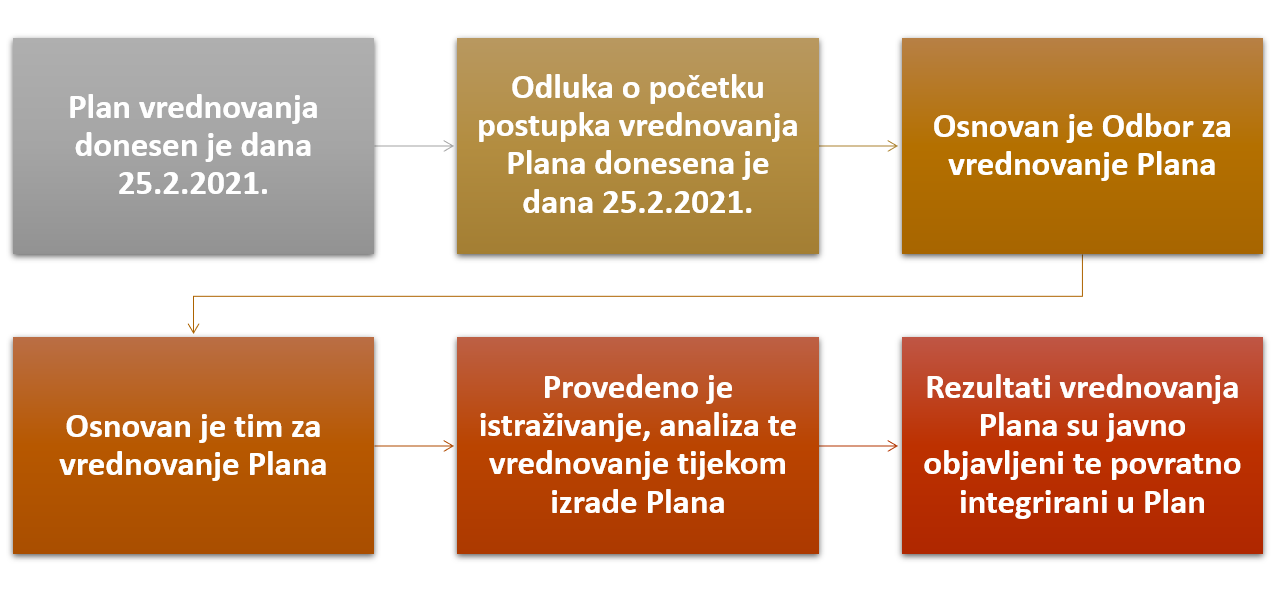 Plan vrednovanja
donesen je dana
25.2.2021.
Odluka o početku
postupka vrednovanja
Plana donesena je
dana 25.2.2021.
Osnovan je Odbor za
vrednovanje Plana
Osnovan je tim za
vrednovanje Plana
Provedeno je
istraživanje, analiza te
vrednovanje tijekom
izrade Plana
Rezultati vrednovanja
Plana su javno
objavljeni te povratno
integrirani u Plan